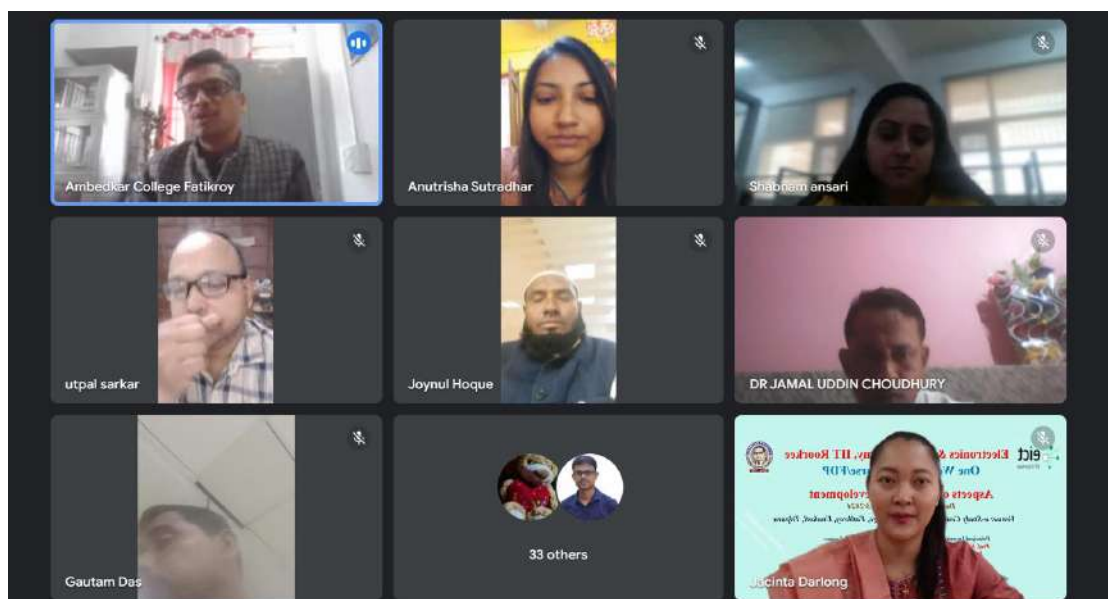 Ambedkar College Fatikroy
Anutrisha Sutradhar
Shabnam ansari
utpal sarkar
Joynul Hoque
DR JAMAL UDDIN CHOUDHURY
Gautam Das
33 others
eict
Electronics & IIT Roorkee
One
Aspects
Jacinta Darlong